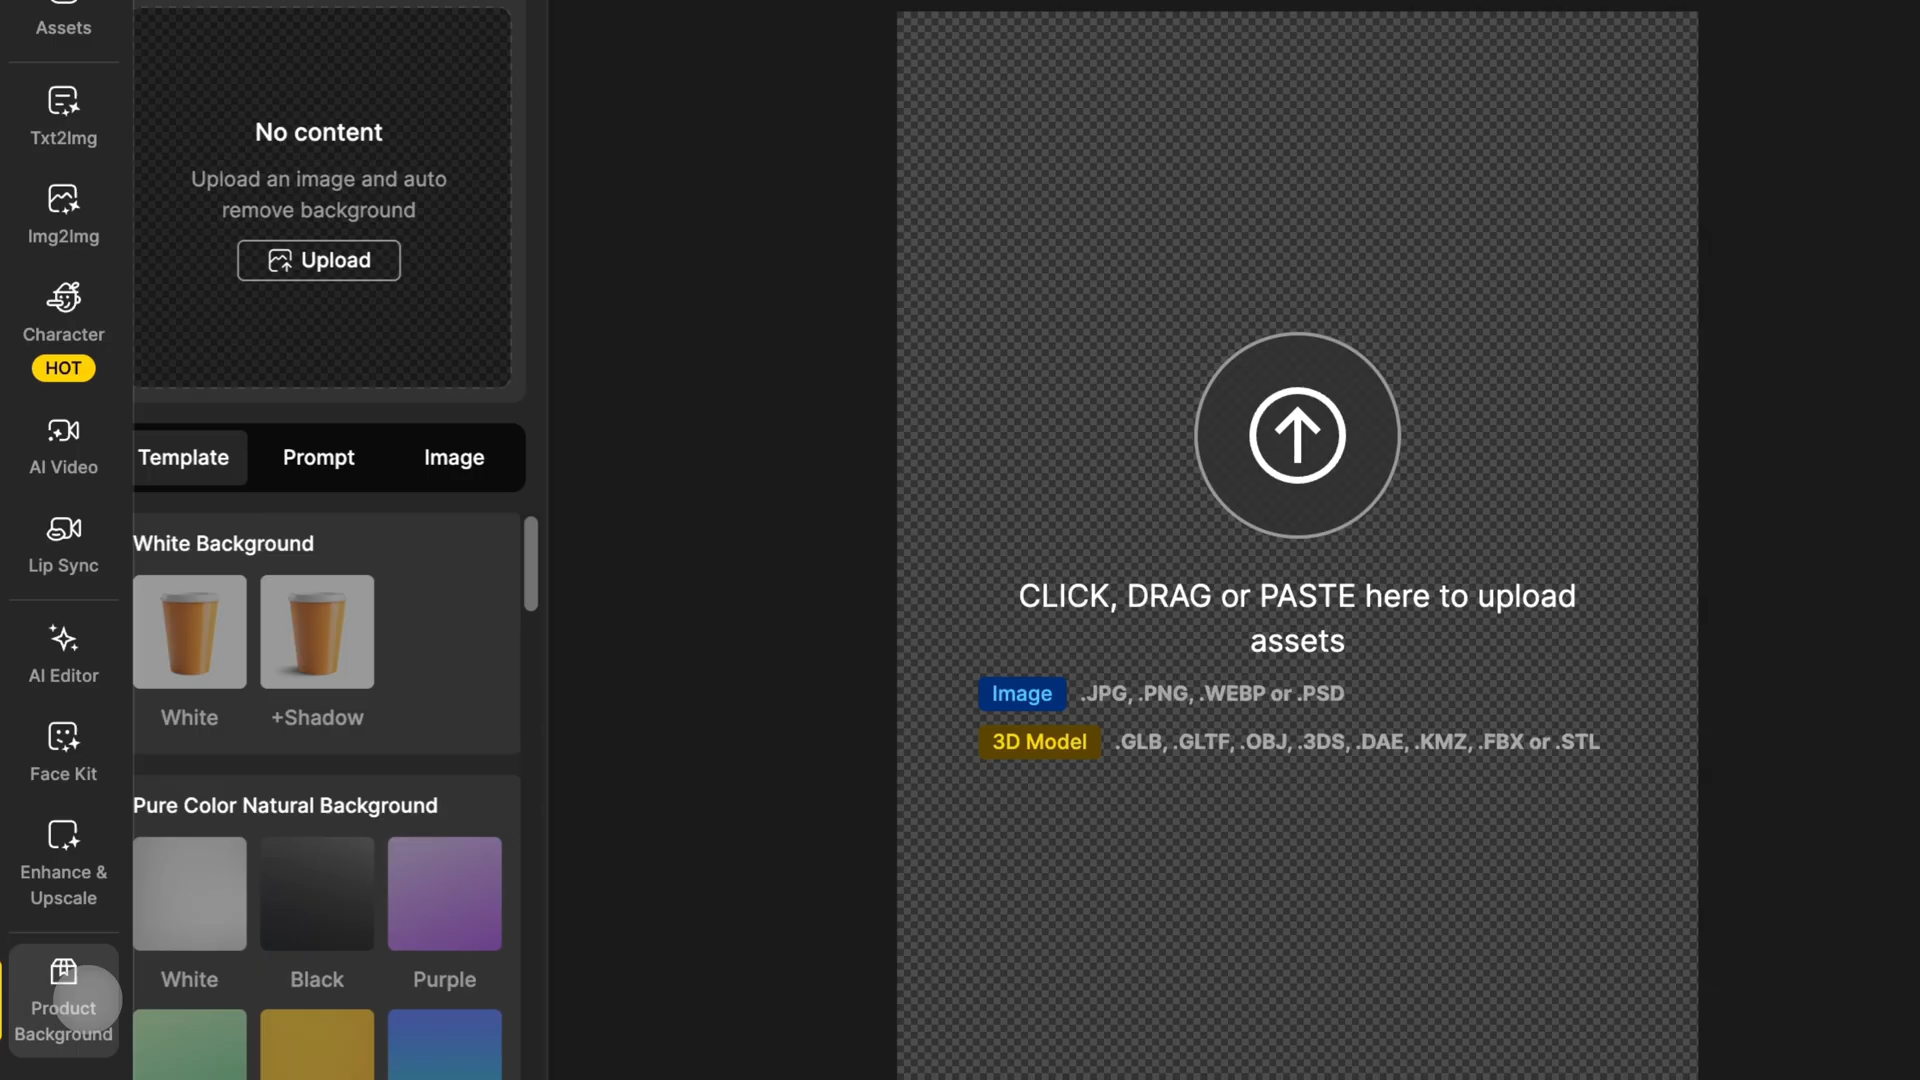 Assets
Txt2Img
Img2Img
Character
HOT
AI Video
Lip Sync
AI Editor
Face Kit
Enhance &
Upscale
Product
Background
No content
Upload an image and auto
remove background
Upload
Template
Prompt
Image
White Background
White
+Shadow
Pure Color Natural Background
White
Black
Purple
CLICK, DRAG or PASTE here to upload
assets
Image .JPG, .PNG, .WEBP or .PSD
3D Model .GLB, .GLTF, .OBJ, .3DS, .DAE, .KMZ, .FBX or .STL